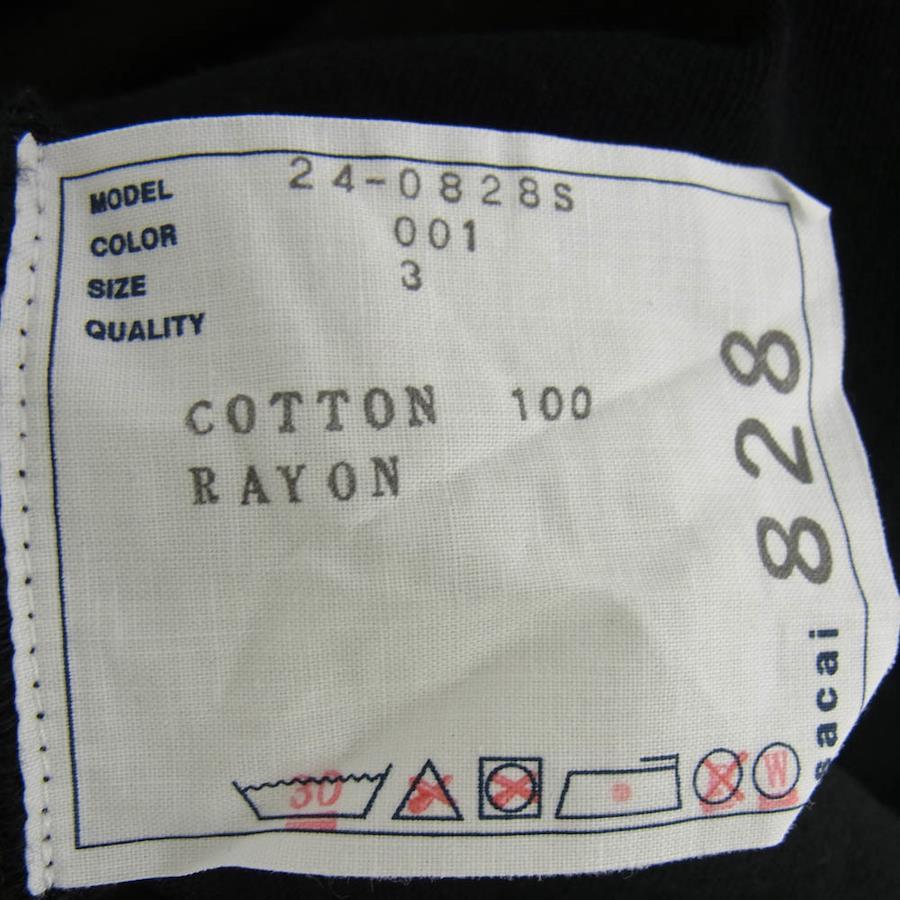 MODEL 24-0828S
COLOR 001
SIZE 3
QUALITY
COTTON 100
RAYON
828
sacai
30
W